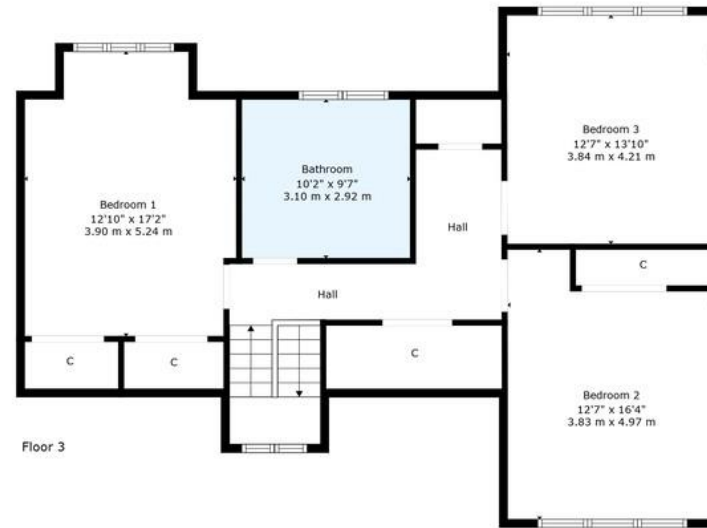 Bedroom 3
12'7" x 13'10"
3.84 m x 4.21 m
Bathroom
10'2" x 9'7"
3.10 m x 2.92 m
Bedroom 1
12'10" x 17'2"
3.90 m x 5.24 m
Hall
C
Hall
C
C
C
Bedroom 2
12'7" x 16'4"
3.83 m x 4.97 m
Floor 3